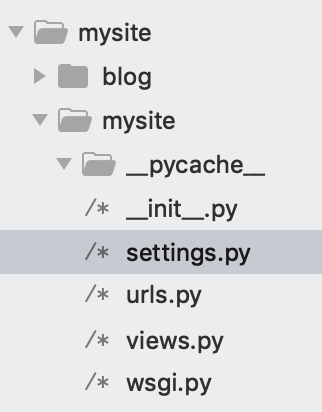 mysite
blog
mysite
__pycache__
/* __init__.py
/* settings.py
/* urls.py
/* views.py
/* wsgi.py